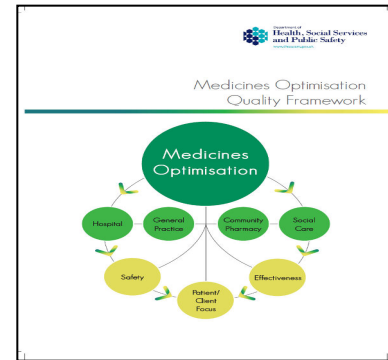 Department of
Health, Social Services
and Public Safety
Medicines Optimisation
Quality Framework
Medicines
Optimisation
Hospital
General
Practice
Community
Pharmacy
Social
Care
Safety
Effectiveness
Patient/
Client
Focus